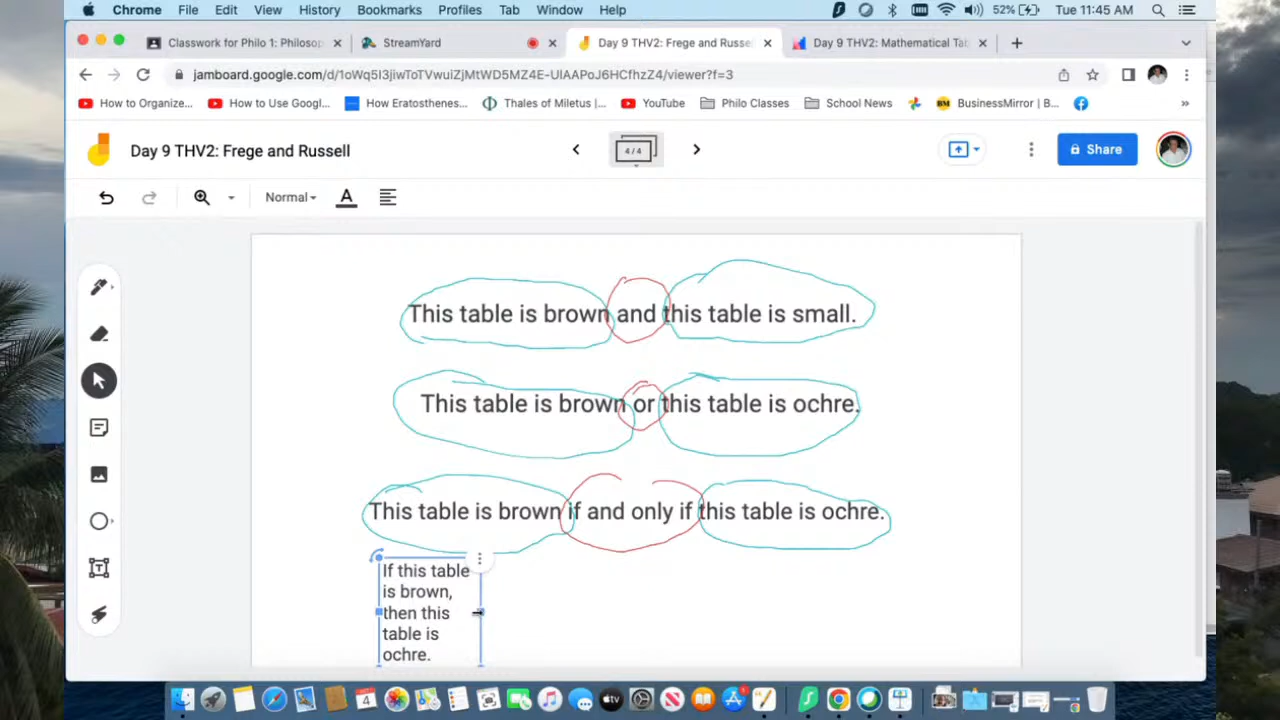 Chrome File Edit View History Bookmarks Profiles Tab Window Help 52% Tue 11:45 AM
Classwork for Philo 1: Philosop StreamYard Day 9 THV2: Frege and Russe Day 9 THV2: Mathematical Tab
jamboard.google.com/d/1oWq5I3jiwToTVwuiZjMtWD5MZ4E-UIAAPoJ6HCfhzZ4/viewer?f=3
How to Organize... How to Use Googl... How Eratosthenes... Thales of Miletus |... YouTube Philo Classes School News BM BusinessMirror | B... »
Day 9 THV2: Frege and Russell 4 / 4 Share
Normal A
This table is brown and this table is small.
This table is brown or this table is ochre.
This table is brown if and only if this table is ochre.
If this table
is brown,
then this
table is
ochre.